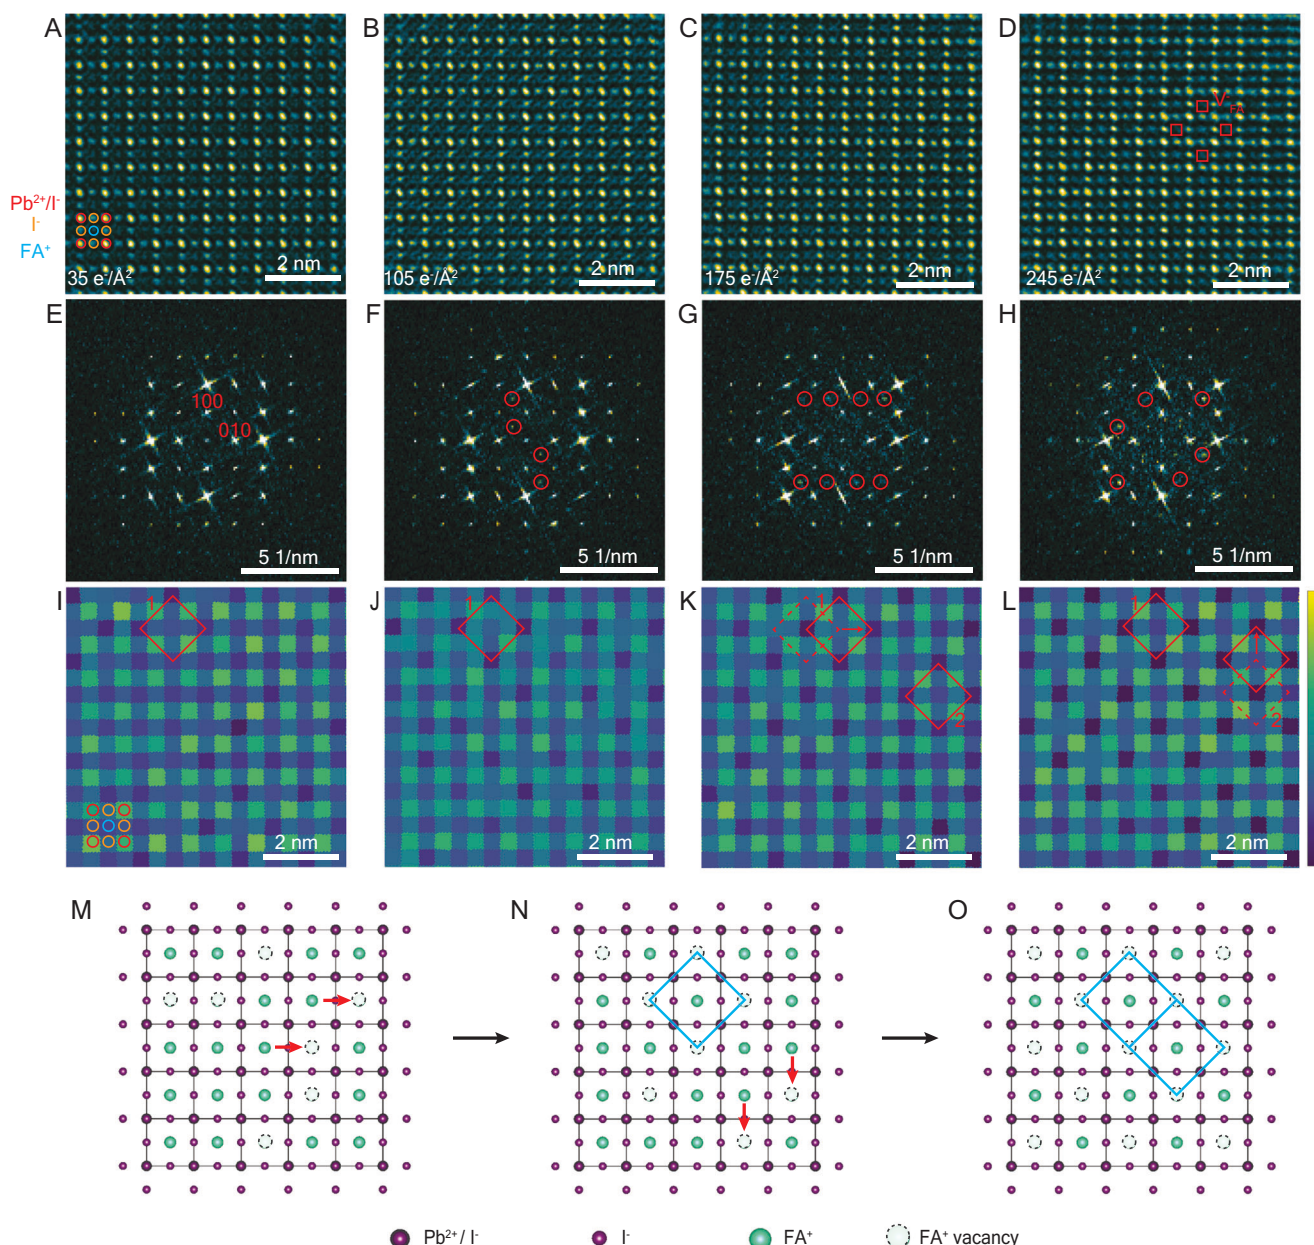 A
B
C
D
V-FA
Pb²⁺/I⁻
I⁻
FA⁺
35 e⁻/Å²
2 nm
105 e⁻/Å²
2 nm
175 e⁻/Å²
2 nm
245 e⁻/Å²
2 nm
E
F
G
H
100
010
5 1/nm
5 1/nm
5 1/nm
5 1/nm
I
J
K
L
1
1
1
1
2
2
2 nm
2 nm
2 nm
2 nm
M
N
O
Pb²⁺/ I⁻
I⁻
FA⁺
FA⁺ vacancy